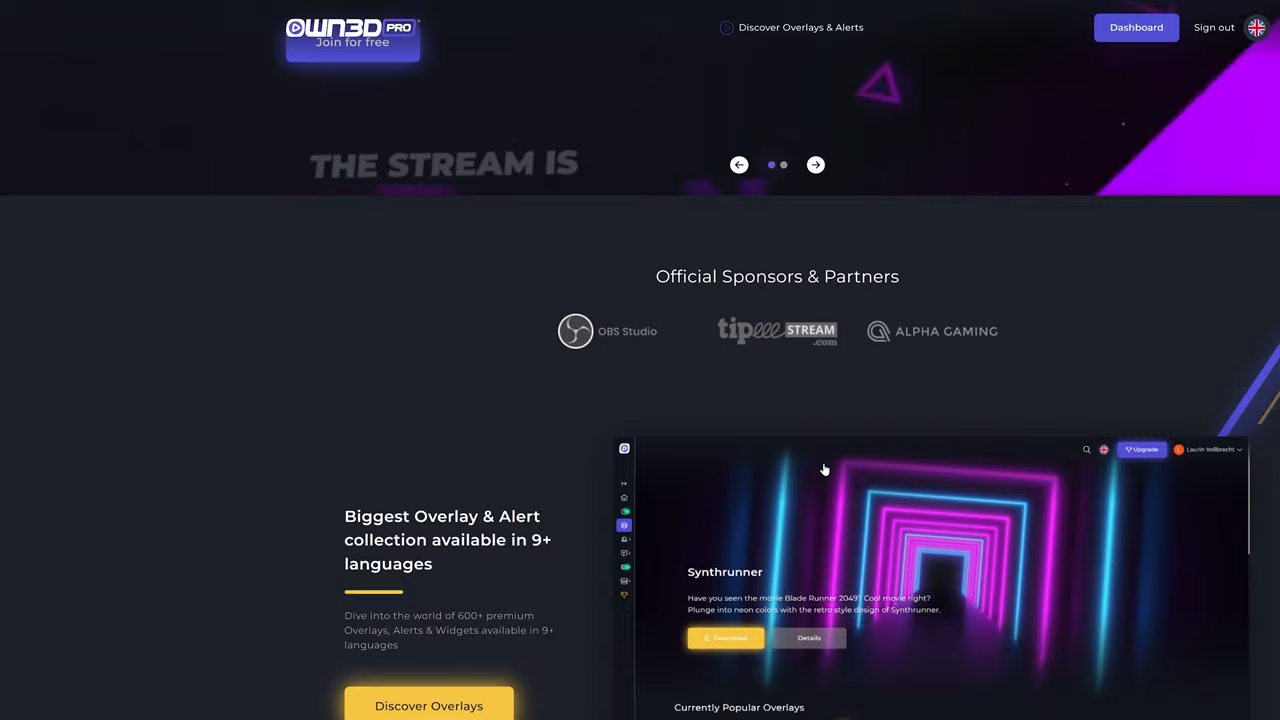 OWN3D PRO
Discover Overlays & Alerts
Dashboard
Sign out
Join for free
THE STREAM IS
Official Sponsors & Partners
OBS Studio
tipeee STREAM .com
ALPHA GAMING
Upgrade
Laurin Vollbrecht
Biggest Overlay & Alert
collection available in 9+
languages
Synthrunner
Have you seen the movie Blade Runner 2049? Cool movie right?
Plunge into neon colors with the retro style design of Synthrunner.
Dive into the world of 600+ premium
Overlays, Alerts & Widgets available in 9+
languages
Download
Details
Discover Overlays
Currently Popular Overlays